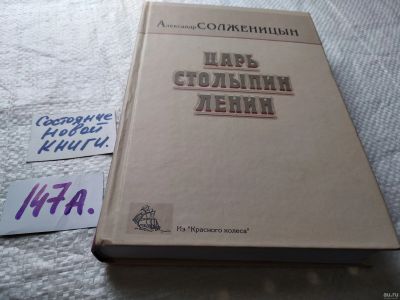 Александр СОЛЖЕНИЦЫН
ЦАРЬ
СТОЛЫПИН
ЛЕНИН
Из "Красного колеса"
Состояние
новой
книги.
147А.
au.ru